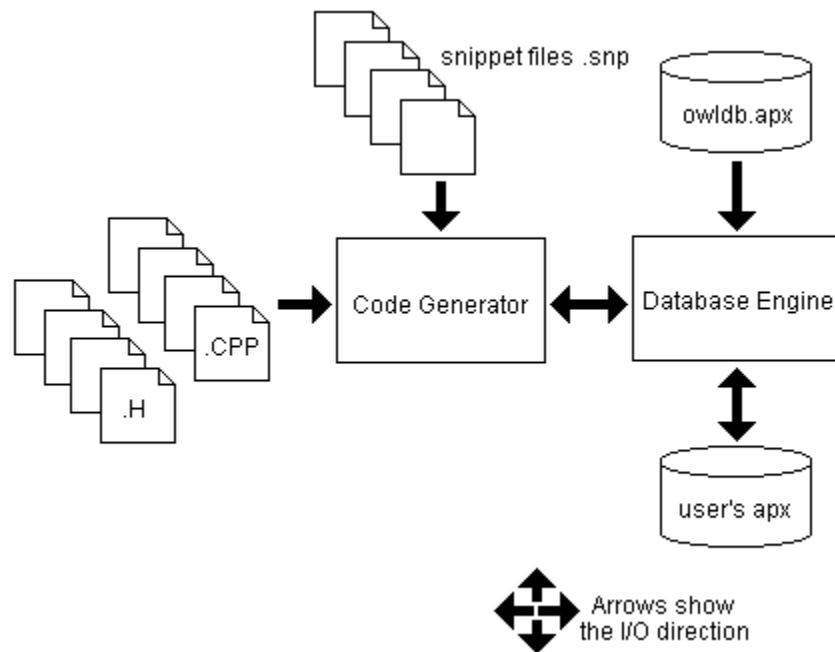 snippet files .snp
owldb.apx
Code Generator
Database Engine
.CPP
.H
user's apx
Arrows show
the I/O direction